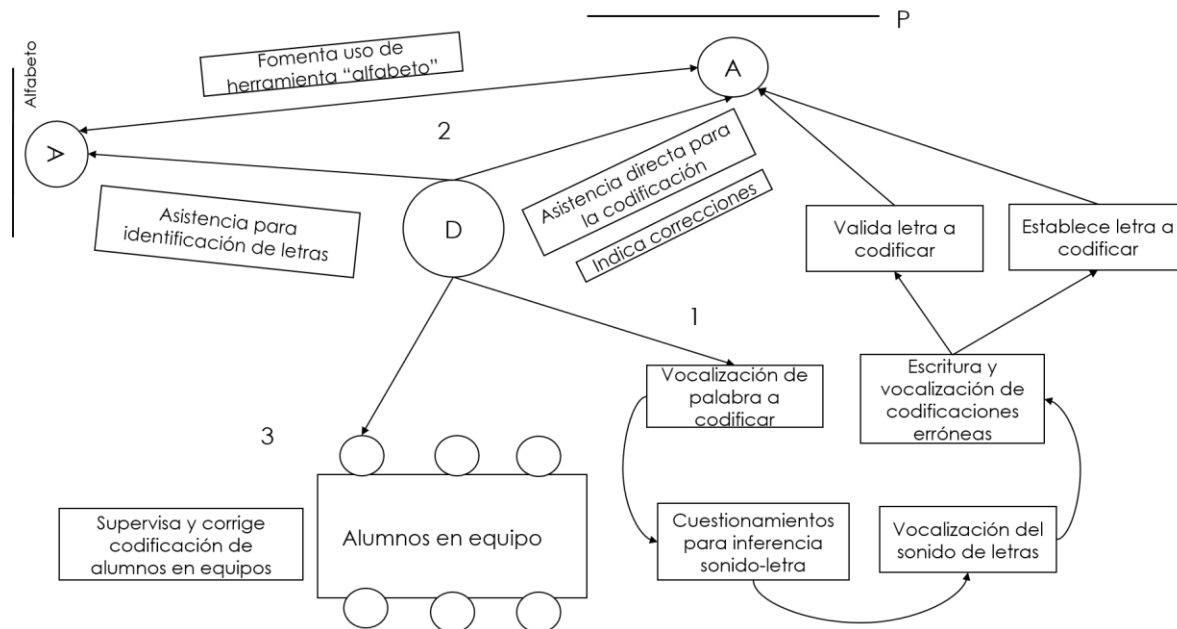 P
Alfabeto
Fomenta uso de
herramienta “alfabeto”
A
2
A
Asistencia para
identificación de letras
D
Asistencia directa para
la codificación
Indica correcciones
Valida letra a
codificar
Establece letra a
codificar
1
Vocalización de
palabra a
codificar
Escritura y
vocalización de
codificaciones
erróneas
3
Supervisa y corrige
codificación de
alumnos en equipos
Alumnos en equipo
Cuestionamientos
para inferencia
sonido-letra
Vocalización del
sonido de letras